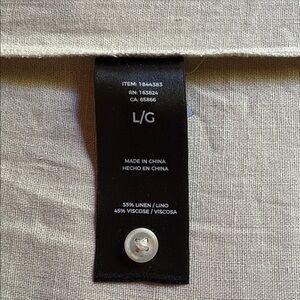 ITEM: 1844383
RN: 163824
CA: 65866
L/G
MADE IN CHINA
HECHO EN CHINA
55% LINEN / LINO
45% VISCOSE / VISCOSA